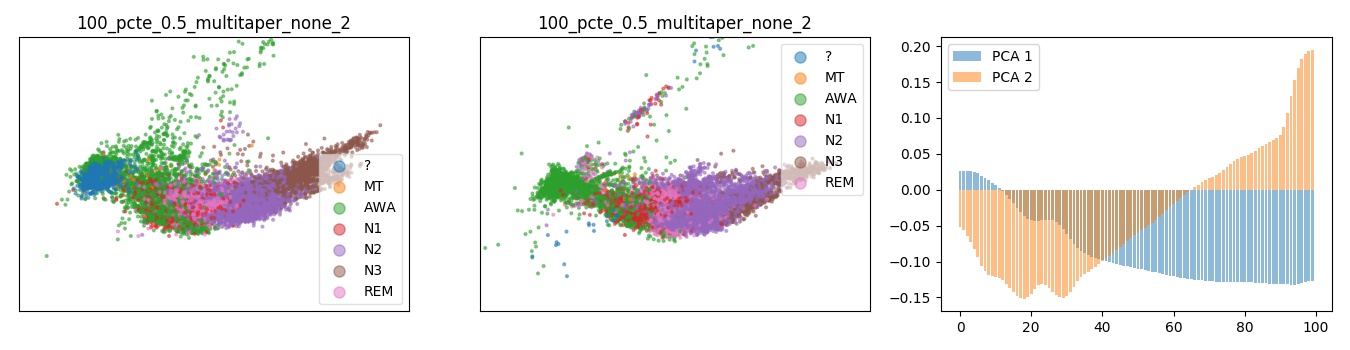 100_pcte_0.5_multitaper_none_2
?
MT
AWA
N1
N2
N3
REM
100_pcte_0.5_multitaper_none_2
?
MT
AWA
N1
N2
N3
REM
PCA 1
PCA 2
0.20
0.15
0.10
0.05
0.00
−0.05
−0.10
−0.15
0
20
40
60
80
100